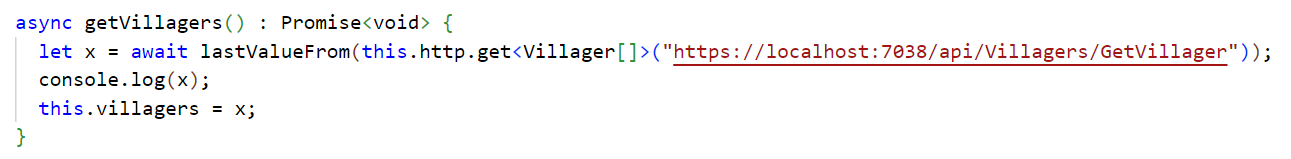 async getVillagers() : Promise<void> {
  let x = await lastValueFrom(this.http.get<Villager[]>("https://localhost:7038/api/Villagers/GetVillager"));
  console.log(x);
  this.villagers = x;
}